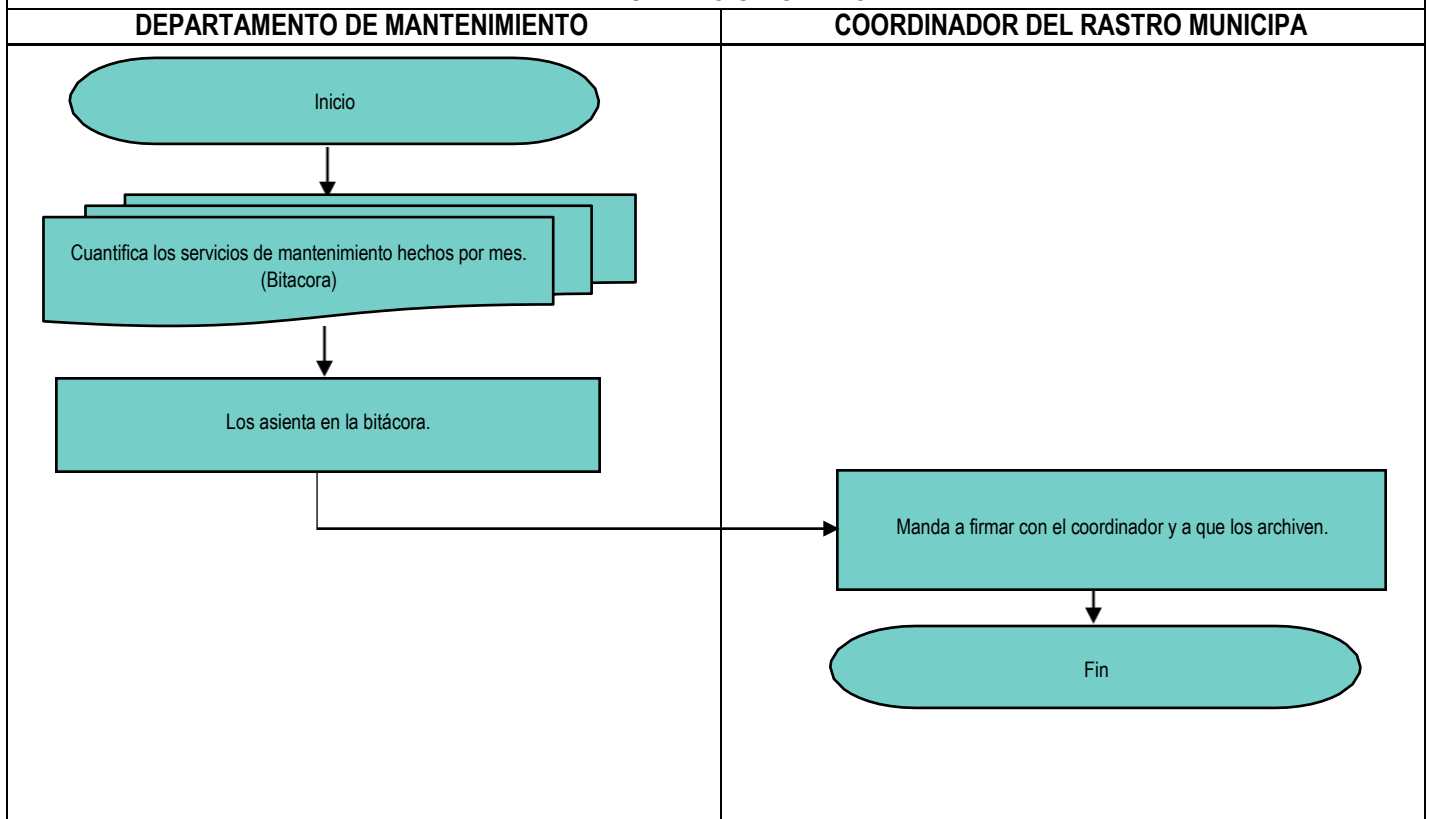 DEPARTAMENTO DE MANTENIMIENTO
COORDINADOR DEL RASTRO MUNICIPA
Inicio
Cuantifica los servicios de mantenimiento hechos por mes.
(Bitacora)
Los asienta en la bitácora.
Manda a firmar con el coordinador y a que los archiven.
Fin